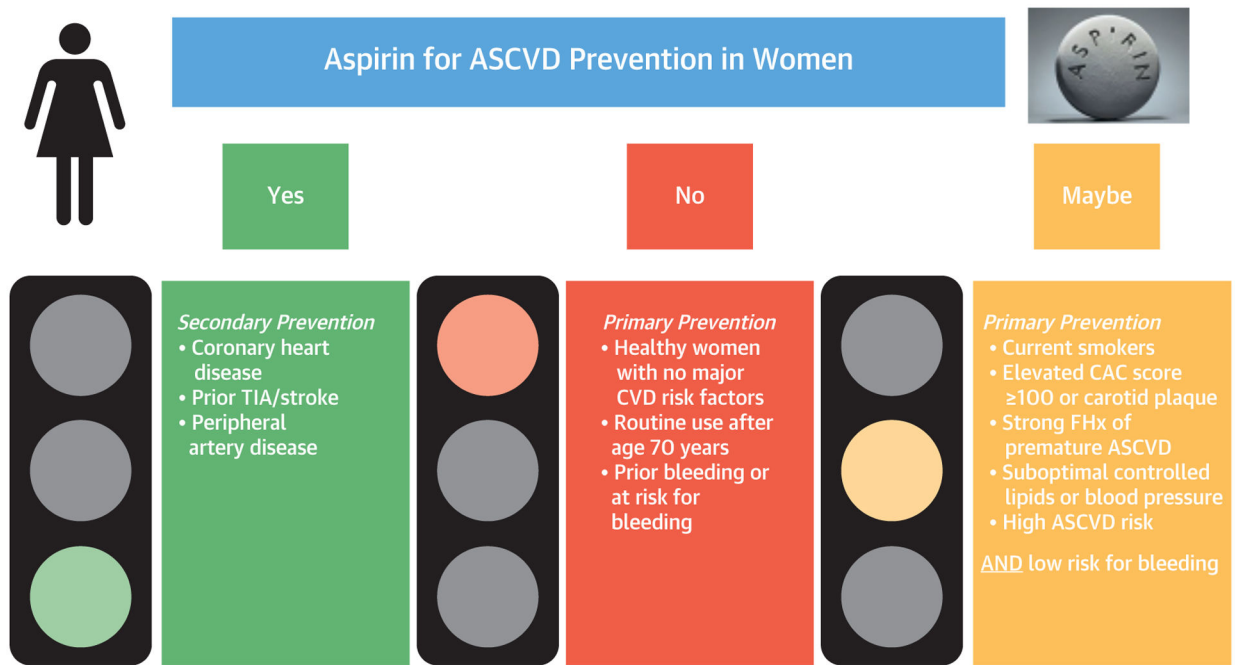 Aspirin for ASCVD Prevention in Women
ASPIRIN
Yes
No
Maybe
Secondary Prevention
• Coronary heart
disease
• Prior TIA/stroke
• Peripheral
artery disease
Primary Prevention
• Healthy women
with no major
CVD risk factors
• Routine use after
age 70 years
• Prior bleeding or
at risk for
bleeding
Primary Prevention
• Current smokers
• Elevated CAC score
≥100 or carotid plaque
• Strong FHx of
premature ASCVD
• Suboptimal controlled
lipids or blood pressure
• High ASCVD risk
AND low risk for bleeding